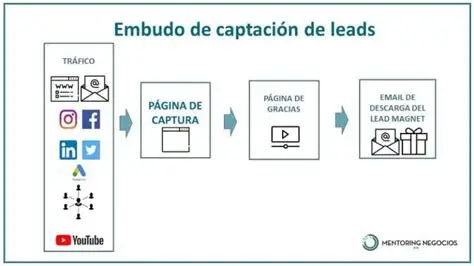 Embudo de captación de leads
TRÁFICO
WWW
PÁGINA DE
CAPTURA
PÁGINA DE
GRACIAS
EMAIL DE
DESCARGA DEL
LEAD MAGNET
YouTube
MENTORING NEGOCIOS